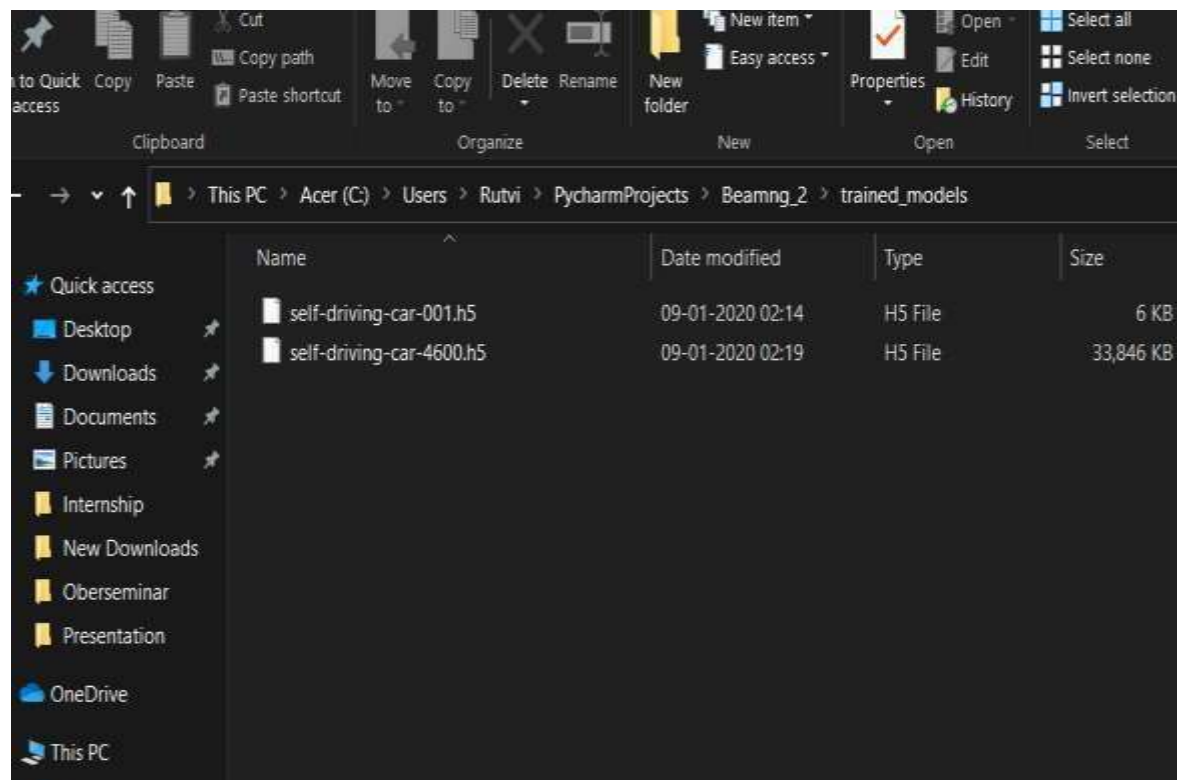 Cut
New item
Open
Select all
Copy path
Easy access
Edit
Select none
to Quick access
Copy
Paste
Paste shortcut
Move to
Copy to
Delete
Rename
New folder
Properties
History
Invert selection
Clipboard
Organize
New
Open
Select
This PC > Acer (C:) > Users > Rutvi > PycharmProjects > Beamng_2 > trained_models
Name
Date modified
Type
Size
self-driving-car-001.h5
09-01-2020 02:14
H5 File
6 KB
self-driving-car-4600.h5
09-01-2020 02:19
H5 File
33,846 KB
Quick access
Desktop
Downloads
Documents
Pictures
Internship
New Downloads
Oberseminar
Presentation
OneDrive
This PC